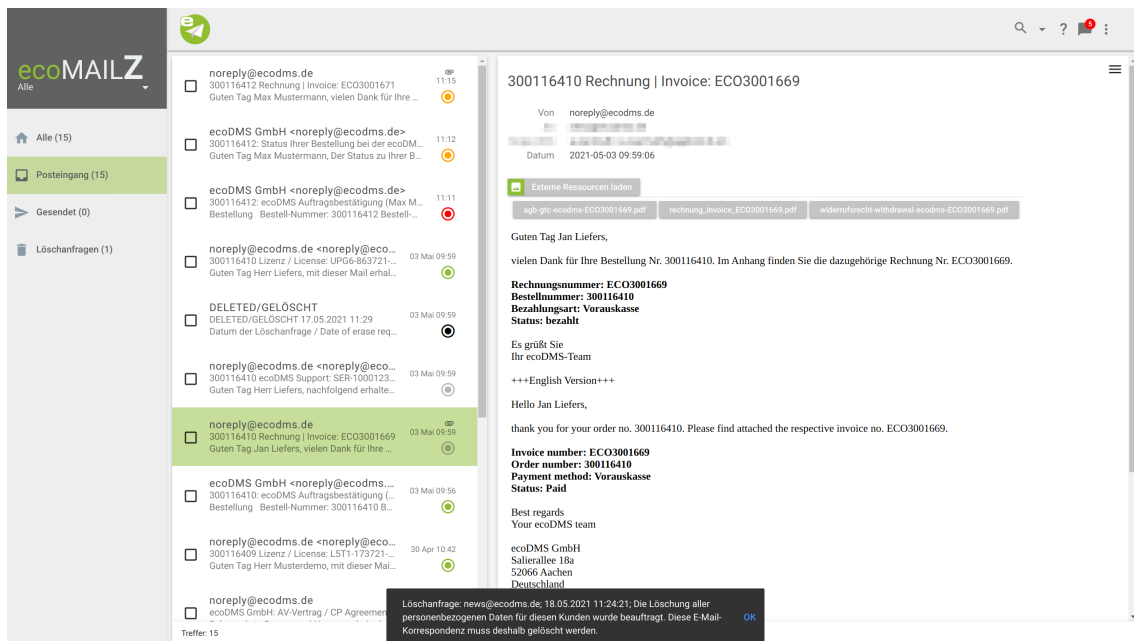 ecoMAILZ
Alle
Alle (15)
Posteingang (15)
Gesendet (0)
Löschanfragen (1)
e
?
5
noreply@ecodms.de
300116412 Rechnung | Invoice: ECO3001671
11:15
Guten Tag Max Mustermann, vielen Dank für Ihre ...
ecoDMS GmbH <noreply@ecodms.de>
300116412: Status Ihrer Bestellung bei der ecoDM...
11:12
Guten Tag Max Mustermann, Der Status zu Ihrer B...
ecoDMS GmbH <noreply@ecodms.de>
300116412: ecoDMS Auftragsbestätigung (Max M...
11:11
Bestellung Bestell-Nummer: 300116412 Bestell-...
noreply@ecodms.de <noreply@eco...
300116410 Lizenz / License: UPG6-863721-...
03 Mai 09:59
Guten Tag Herr Liefers, mit dieser Mail erhal...
DELETED/GELÖSCHT
DELETED/GELÖSCHT 17.05.2021 11:29
03 Mai 09:59
Datum der Löschanfrage / Date of erase req...
noreply@ecodms.de <noreply@eco...
300116410 ecoDMS Support: SER-1000123...
03 Mai 09:59
Guten Tag Herr Liefers, nachfolgend erhalte...
noreply@ecodms.de
300116410 Rechnung | Invoice: ECO3001669
03 Mai 09:59
Guten Tag Jan Liefers, vielen Dank für Ihre ...
ecoDMS GmbH <noreply@ecodms....
300116410: ecoDMS Auftragsbestätigung (...
03 Mai 09:56
Bestellung Bestell-Nummer: 300116410 B...
noreply@ecodms.de <noreply@eco...
300116409 Lizenz / License: L5T1-173721-...
30 Apr 10:42
Guten Tag Herr Musterdemo, mit dieser Mai...
noreply@ecodms.de
ecoDMS GmbH: AV-Vertrag / CP Agreemen
Treffer: 15
300116410 Rechnung | Invoice: ECO3001669
Von noreply@ecodms.de
Datum 2021-05-03 09:59:06
Externe Ressourcen laden
agb-gtc-ecodms-ECO3001669.pdf rechnung_invoice_ECO3001669.pdf widerrufsrecht-withdrawal-ecodms-ECO3001669.pdf
Guten Tag Jan Liefers,
vielen Dank für Ihre Bestellung Nr. 300116410. Im Anhang finden Sie die dazugehörige Rechnung Nr. ECO3001669.
Rechnungsnummer: ECO3001669
Bestellnummer: 300116410
Bezahlungsart: Vorauskasse
Status: bezahlt
Es grüßt Sie
Ihr ecoDMS-Team
+++English Version+++
Hello Jan Liefers,
thank you for your order no. 300116410. Please find attached the respective invoice no. ECO3001669.
Invoice number: ECO3001669
Order number: 300116410
Payment method: Vorauskasse
Status: Paid
Best regards
Your ecoDMS team
ecoDMS GmbH
Salierallee 18a
52066 Aachen
Deutschland
Löschanfrage: news@ecodms.de; 18.05.2021 11:24:21; Die Löschung aller
personenbezogenen Daten für diesen Kunden wurde beauftragt. Diese E-Mail-
Korrespondenz muss deshalb gelöscht werden.
OK